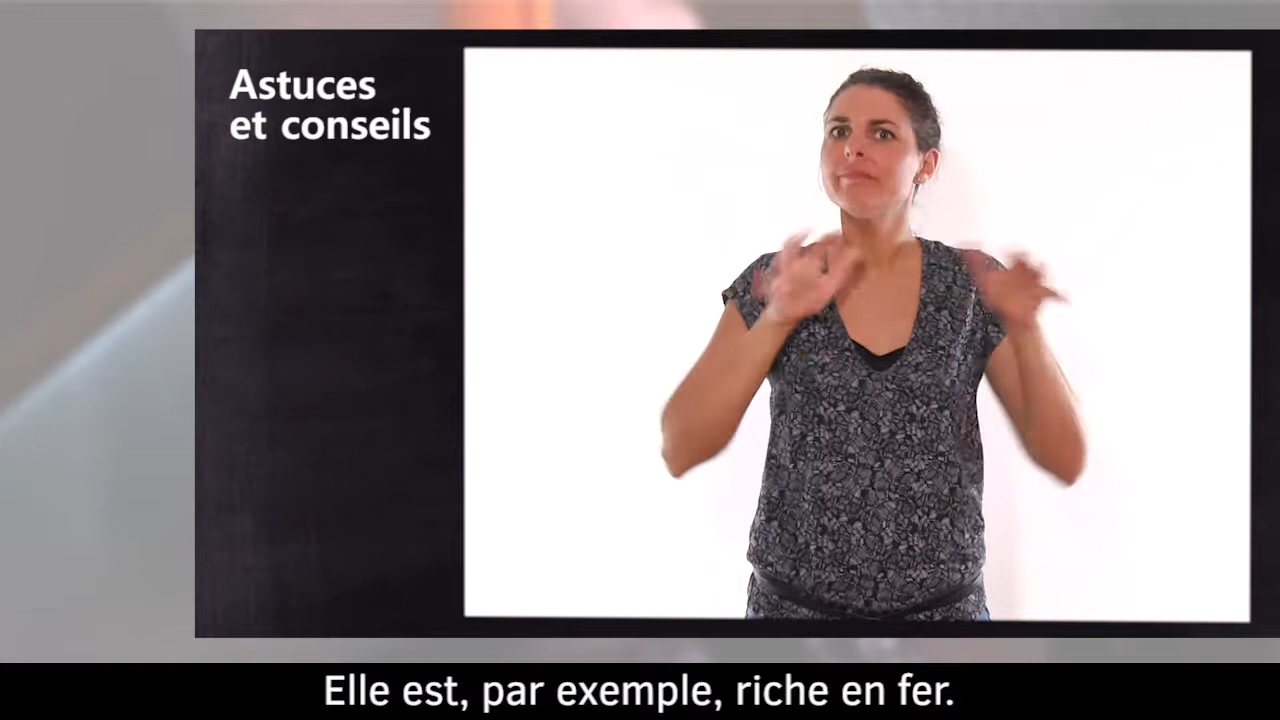 Astuces
et conseils
Elle est, par exemple, riche en fer.